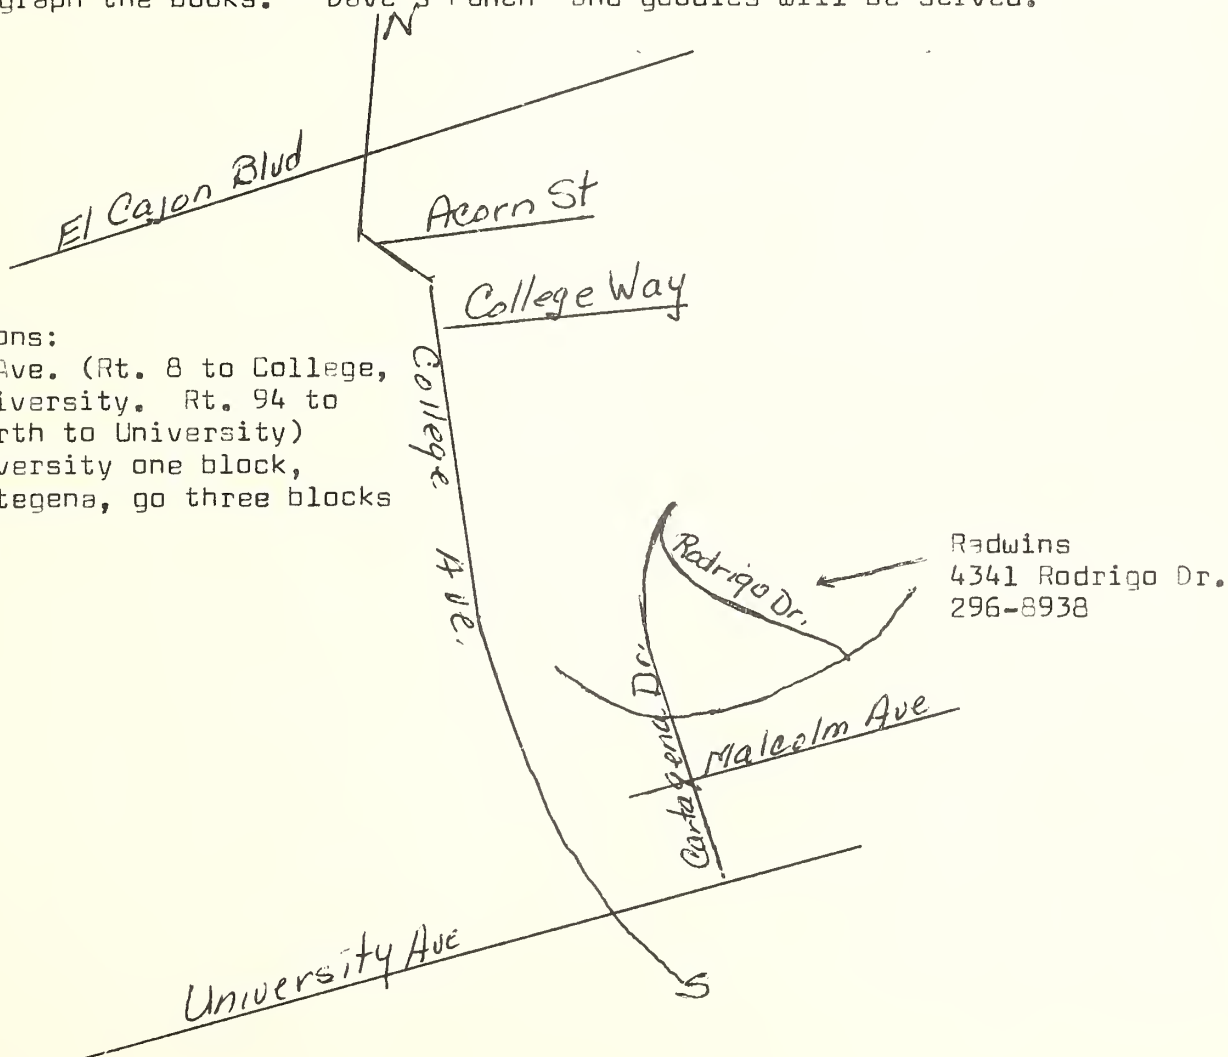 graph the books. "Dave's Punch" and goodies will be served.
N
El Cajon Blvd
Acorn St
College Way
ons:
Ave. (Rt. 8 to College,
iversity. Rt. 94 to
rth to University)
versity one block,
tegena, go three blocks
College Ave.
Rodrigo Dr.
Radwins
4341 Rodrigo Dr.
296-8938
Cartagena Dr.
Malcolm Ave
University Ave
S